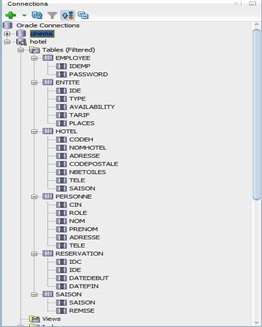 Connections
Oracle Connections
cinema
hotel
Tables (Filtered)
EMPLOYEE
IDEMP
PASSWORD
ENTITE
IDE
TYPE
AVAILABILITY
TARIF
PLACES
HOTEL
CODEH
NOMHOTEL
ADRESSE
CODEPOSTALE
NBETOILES
TELE
SAISON
PERSONNE
CIN
ROLE
NOM
PRENOM
ADRESSE
TELE
RESERVATION
IDC
IDE
DATEDEBUT
DATEFIN
SAISON
SAISON
REMISE
Views